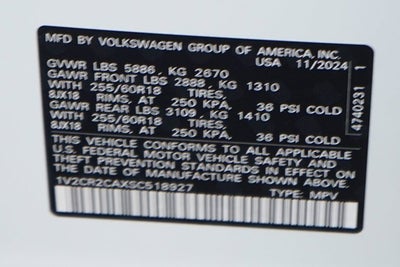 MFD BY VOLKSWAGEN GROUP OF AMERICA, INC.
USA 11/2024
GVWR LBS 5886, KG 2670
GAWR FRONT LBS 2888, KG 1310
WITH 255/60R18 TIRES,
8JX18 RIMS, AT 250 KPA, 36 PSI COLD
GAWR REAR LBS 3109, KG 1410
WITH 255/60R18 TIRES,
8JX18 RIMS, AT 250 KPA, 36 PSI COLD
THIS VEHICLE CONFORMS TO ALL APPLICABLE
U.S. FEDERAL MOTOR VEHICLE SAFETY AND
THEFT PREVENTION STANDARDS IN EFFECT
ON THE DATE OF MANUFACTURE SHOWN ABOVE.
1V2CR2CAXSC518927 TYPE: MPV
4740231 1